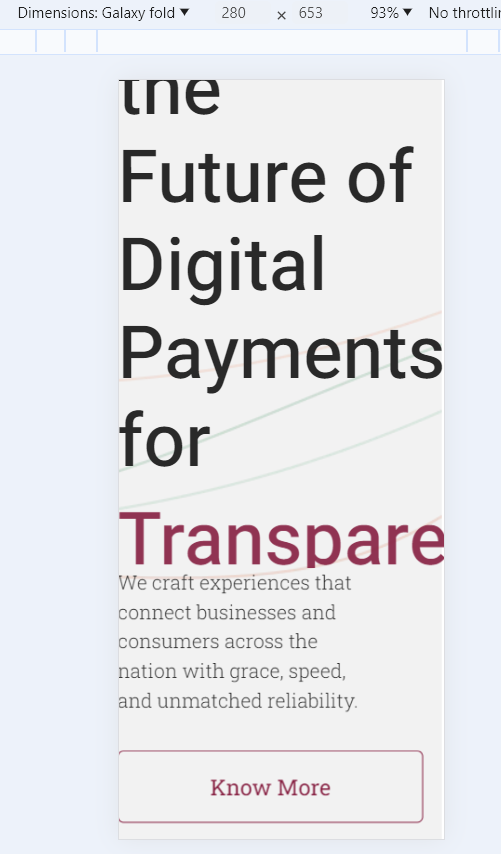 Dimensions: Galaxy fold ▼ 280 × 653 93% ▼ No throttli
the
Future of
Digital
Payments
for
Transpare
We craft experiences that
connect businesses and
consumers across the
nation with grace, speed,
and unmatched reliability.
Know More